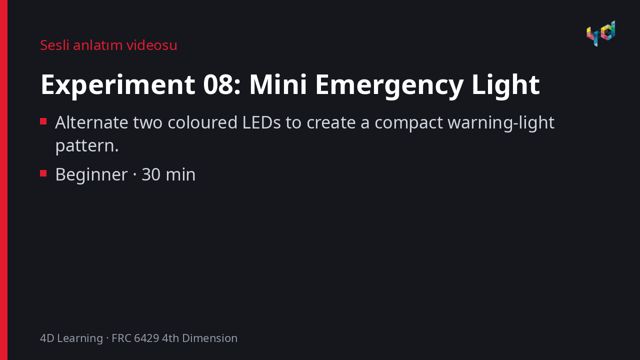 Sesli anlatım videosu
Experiment 08: Mini Emergency Light
Alternate two coloured LEDs to create a compact warning-light
pattern.
Beginner · 30 min
4D Learning · FRC 6429 4th Dimension
4d